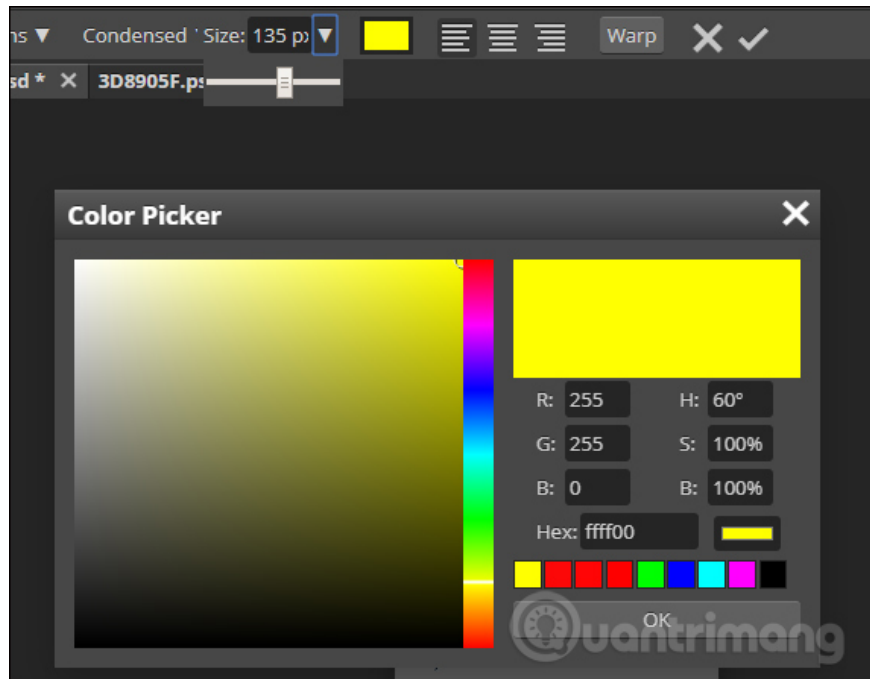 ns ▼ Condensed Size: 135 px ▼ Warp
sd * × 3D8905F.ps
Color Picker
R: 255 H: 60°
G: 255 S: 100%
B: 0 B: 100%
Hex: ffff00
OK
Quantrimang